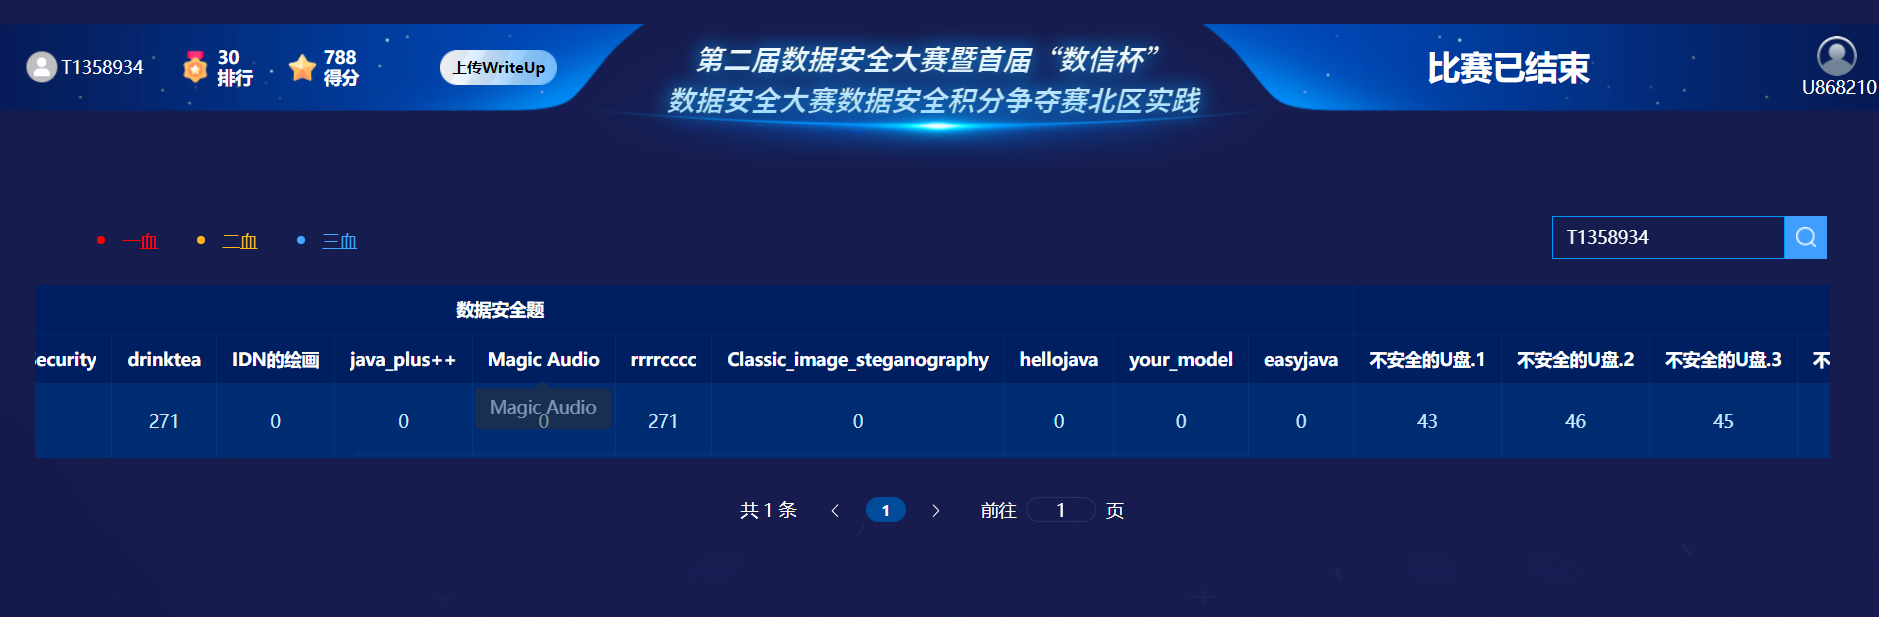 T1358934
30
排行
788
得分
上传WriteUp
第二届数据安全大赛暨首届“数信杯”
数据安全大赛数据安全积分争夺赛北区实践
比赛已结束
U868210
一血 二血 三血
T1358934
数据安全题
ecurity drinktea IDN的绘画 java_plus++ Magic Audio rrrrcccc Classic_image_steganography hellojava your_model easyjava 不安全的U盘.1 不安全的U盘.2 不安全的U盘.3 不
Magic Audio
271 0 0 0 271 0 0 0 0 43 46 45
共 1 条 1 前往 1 页